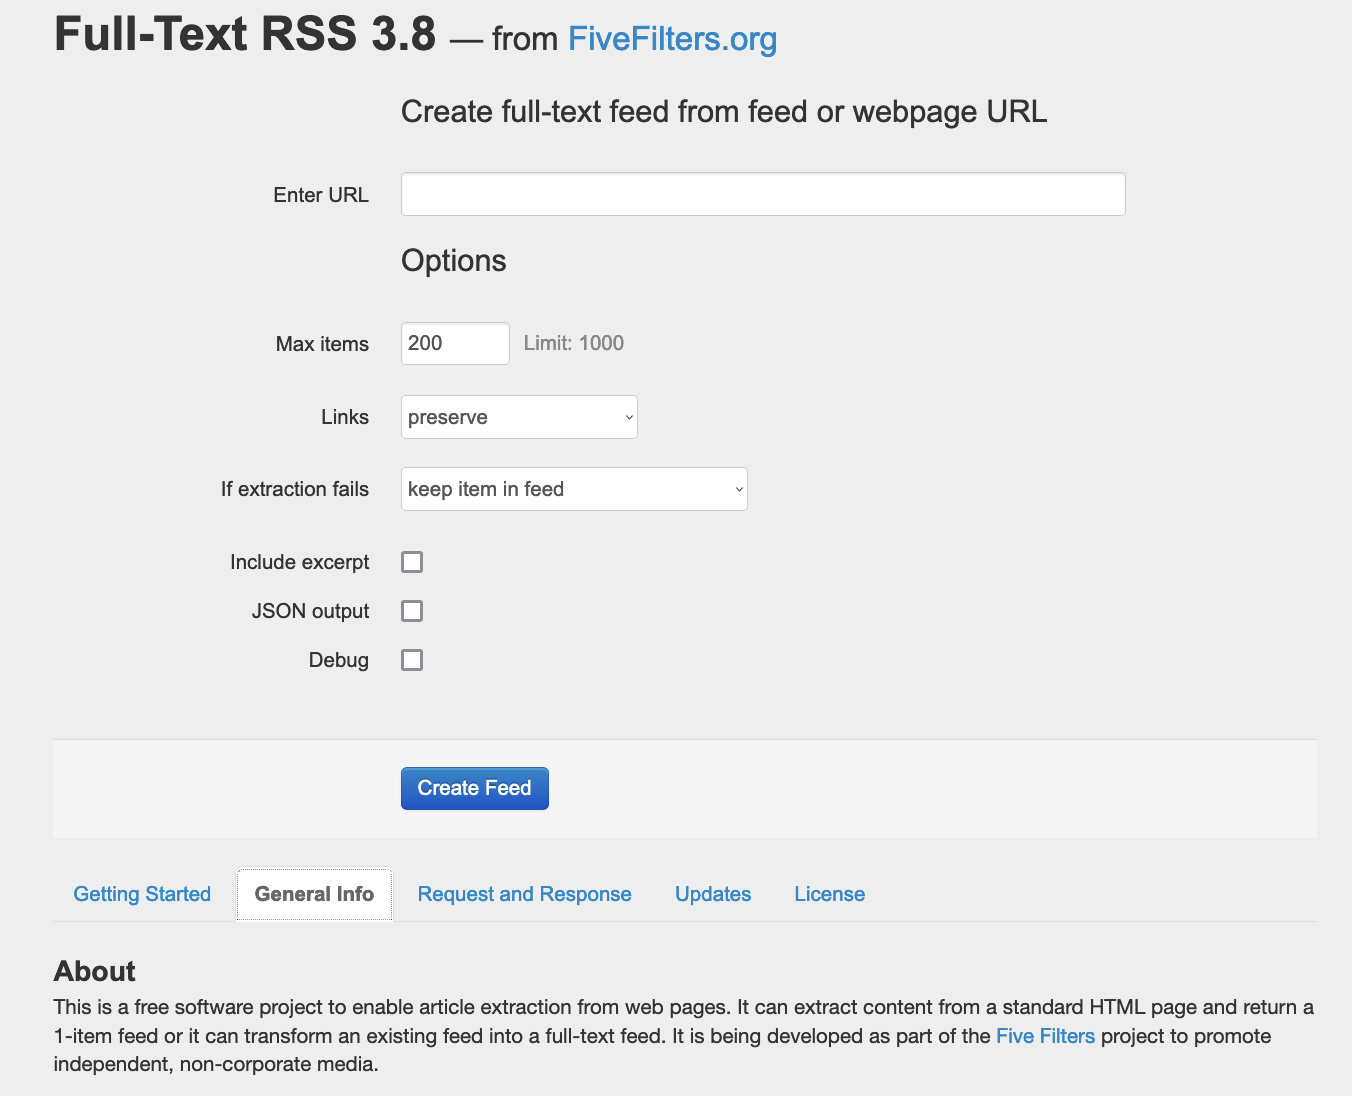 Full-Text RSS 3.8 — from FiveFilters.org
Create full-text feed from feed or webpage URL
Enter URL
Options
Max items 200 Limit: 1000
Links preserve
If extraction fails keep item in feed
Include excerpt
JSON output
Debug
Create Feed
Getting Started General Info Request and Response Updates License
About
This is a free software project to enable article extraction from web pages. It can extract content from a standard HTML page and return a
1-item feed or it can transform an existing feed into a full-text feed. It is being developed as part of the Five Filters project to promote
independent, non-corporate media.